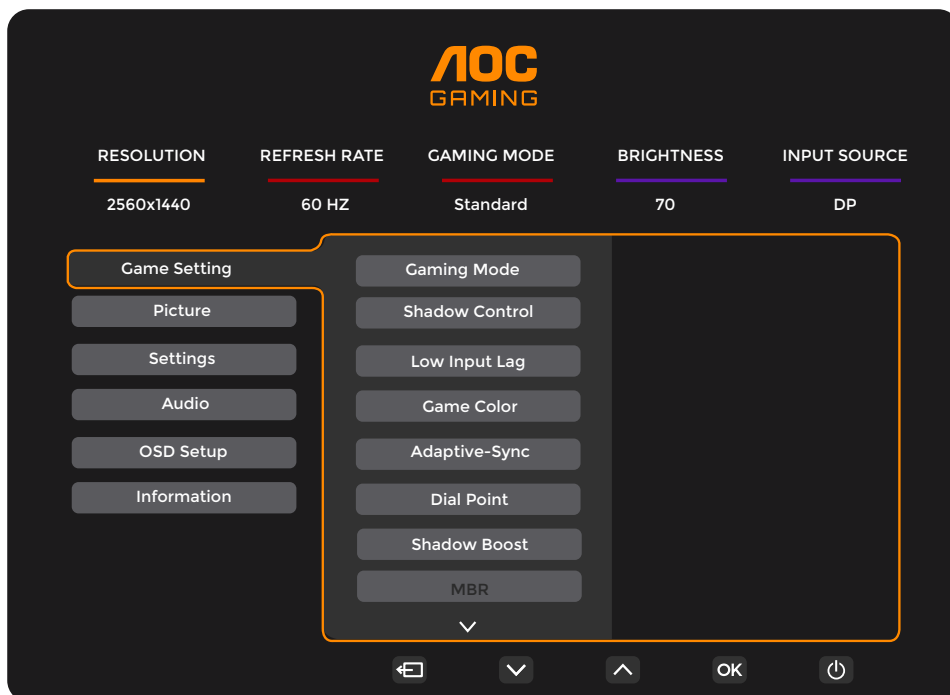 AOC
GAMING
RESOLUTION REFRESH RATE GAMING MODE BRIGHTNESS INPUT SOURCE
2560x1440 60 HZ Standard 70 DP
Game Setting
Picture
Settings
Audio
OSD Setup
Information
Gaming Mode
Shadow Control
Low Input Lag
Game Color
Adaptive-Sync
Dial Point
Shadow Boost
MBR
OK